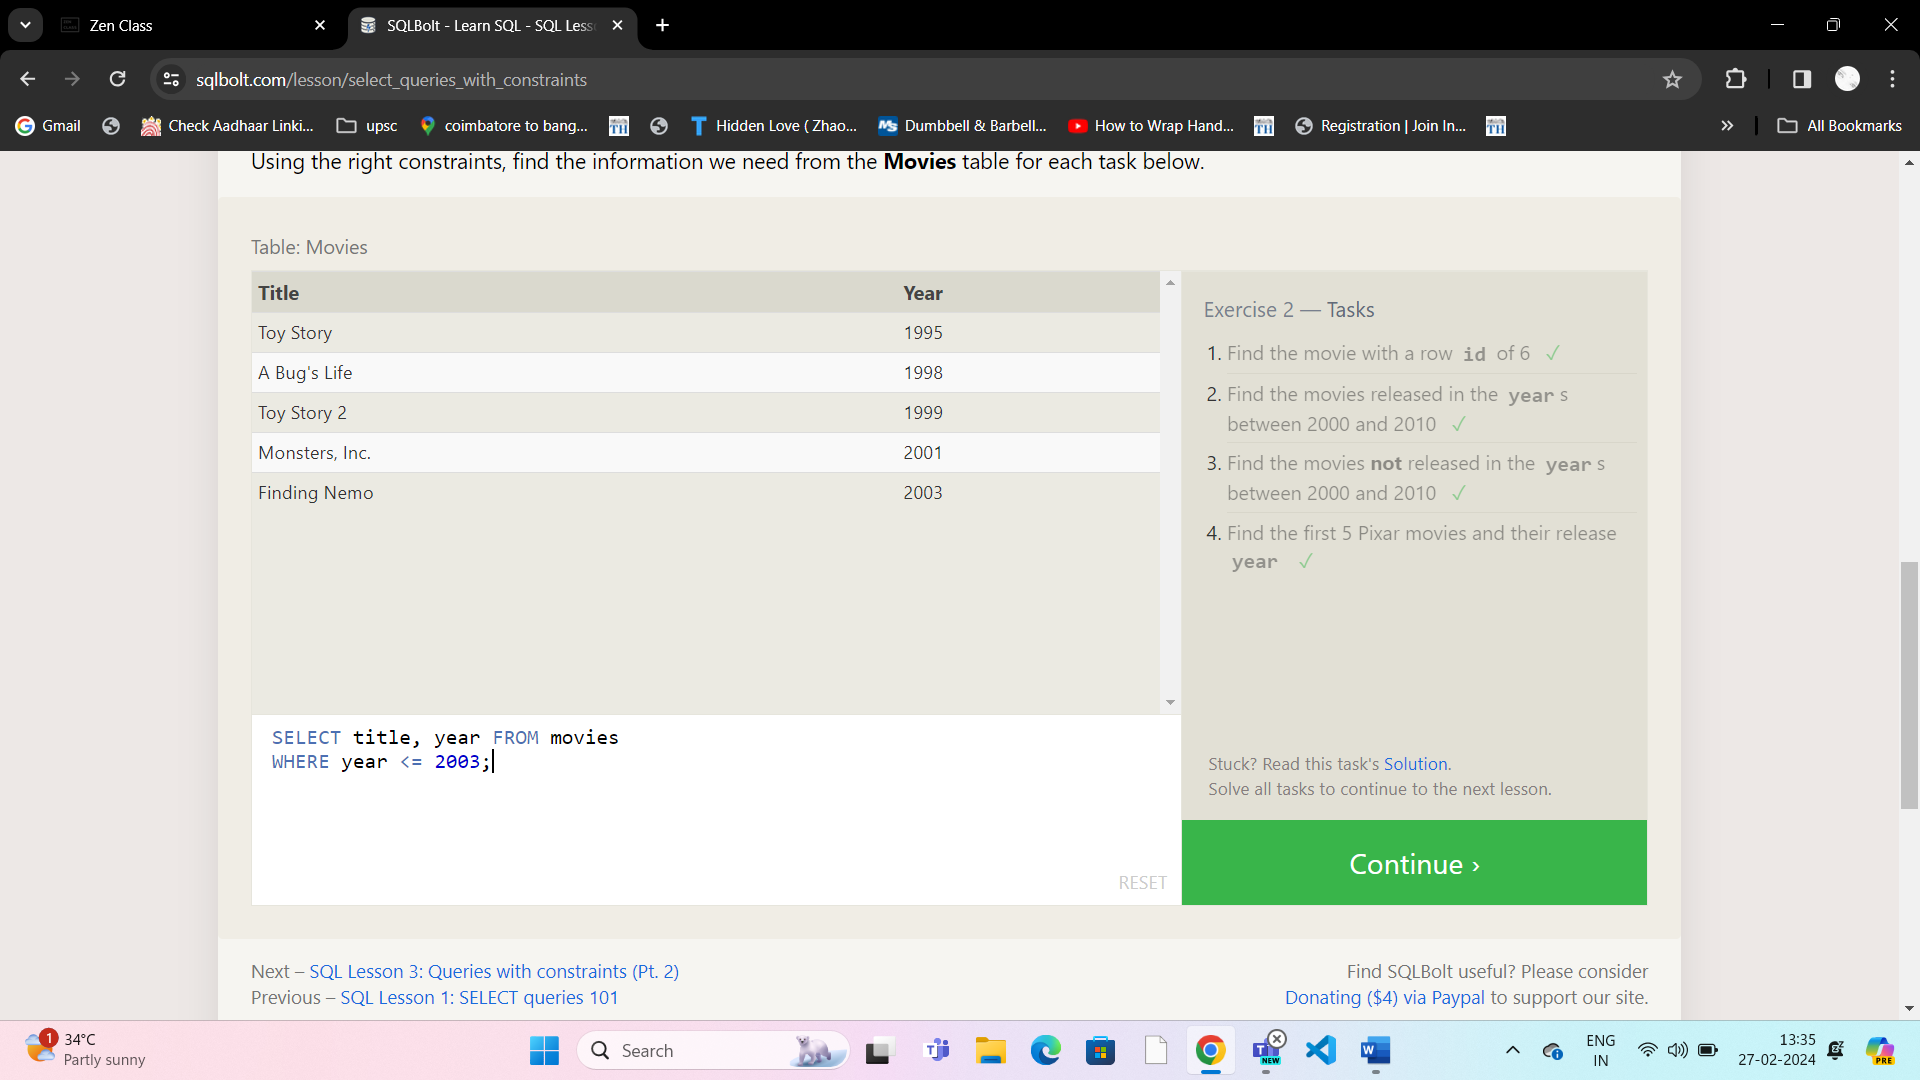 Zen Class
SQLBolt - Learn SQL - SQL Less
sqlbolt.com/lesson/select_queries_with_constraints
Gmail
Check Aadhaar Linki...
upsc
coimbatore to bang...
TH
Hidden Love ( Zhao...
Dumbbell & Barbell...
How to Wrap Hand...
TH
Registration | Join In...
TH
All Bookmarks
Using the right constraints, find the information we need from the Movies table for each task below.
Table: Movies
Title Year
Toy Story 1995
A Bug's Life 1998
Toy Story 2 1999
Monsters, Inc. 2001
Finding Nemo 2003
SELECT title, year FROM movies
WHERE year <= 2003;
RESET
Exercise 2 — Tasks
1. Find the movie with a row id of 6 ✓
2. Find the movies released in the year s
between 2000 and 2010 ✓
3. Find the movies not released in the year s
between 2000 and 2010 ✓
4. Find the first 5 Pixar movies and their release
year ✓
Stuck? Read this task's Solution.
Solve all tasks to continue to the next lesson.
Continue ›
Next – SQL Lesson 3: Queries with constraints (Pt. 2)
Previous – SQL Lesson 1: SELECT queries 101
Find SQLBolt useful? Please consider
Donating ($4) via Paypal to support our site.
1
34°C
Partly sunny
Search
NEW
ENG
IN
13:35
27-02-2024
PRE